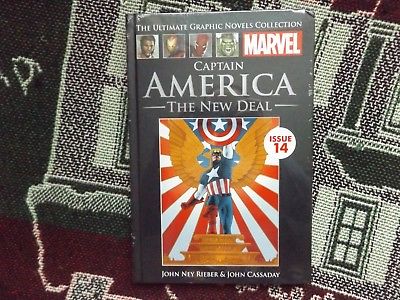 THE ULTIMATE GRAPHIC NOVELS COLLECTION
MARVEL
CAPTAIN
AMERICA
THE NEW DEAL
ISSUE
14
JOHN NEY RIEBER & JOHN CASSADAY